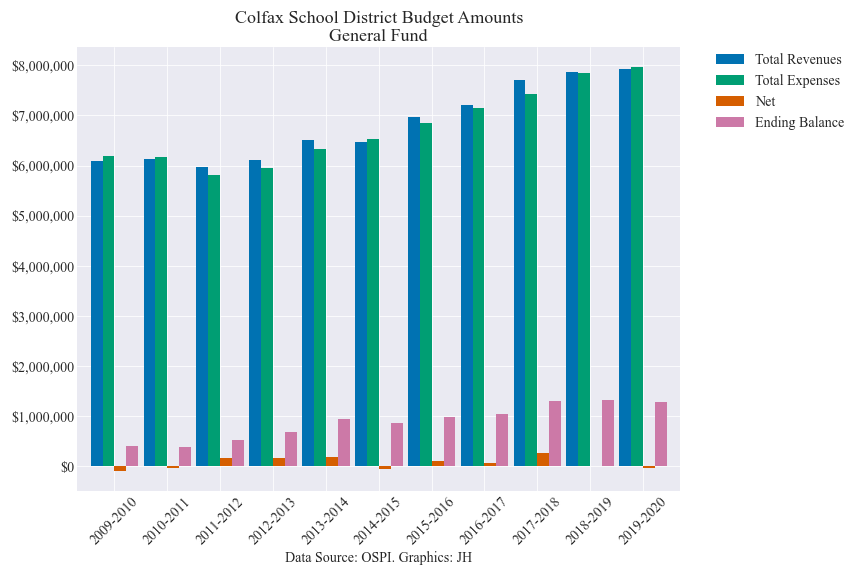 Colfax School District Budget Amounts
General Fund
Total Revenues
Total Expenses
Net
Ending Balance
$8,000,000
$7,000,000
$6,000,000
$5,000,000
$4,000,000
$3,000,000
$2,000,000
$1,000,000
$0
2009-2010
2010-2011
2011-2012
2012-2013
2013-2014
2014-2015
2015-2016
2016-2017
2017-2018
2018-2019
2019-2020
Data Source: OSPI. Graphics: JH